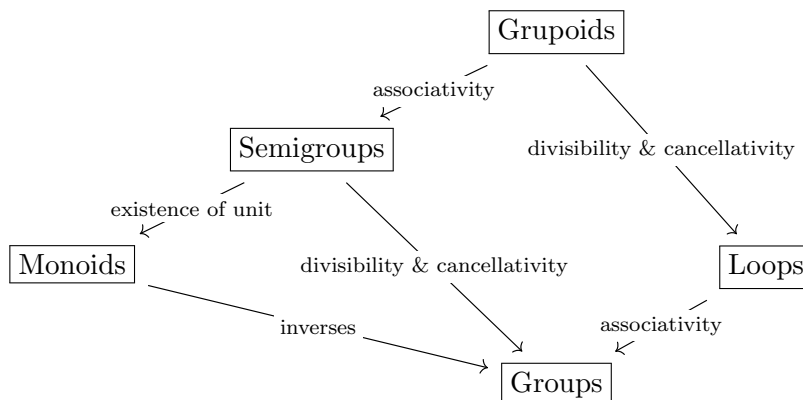 Grupoids
associativity
Semigroups
divisibility & cancellativity
existence of unit
Monoids
divisibility & cancellativity
Loops
inverses
associativity
Groups